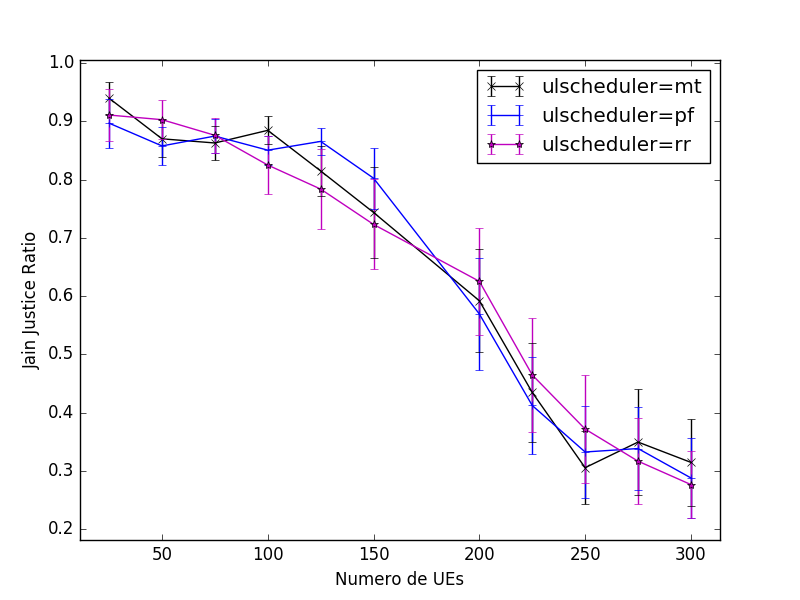 1.0
0.9
0.8
0.7
0.6
0.5
0.4
0.3
0.2
Jain Justice Ratio
ulscheduler=mt
ulscheduler=pf
ulscheduler=rr
50 100 150 200 250 300
Numero de UEs